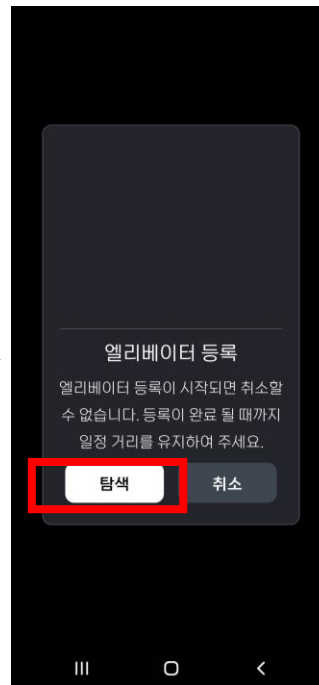 엘리베이터 등록
엘리베이터 등록이 시작되면 취소할
수 없습니다. 등록이 완료 될 때까지
일정 거리를 유지하여 주세요.
탐색 취소